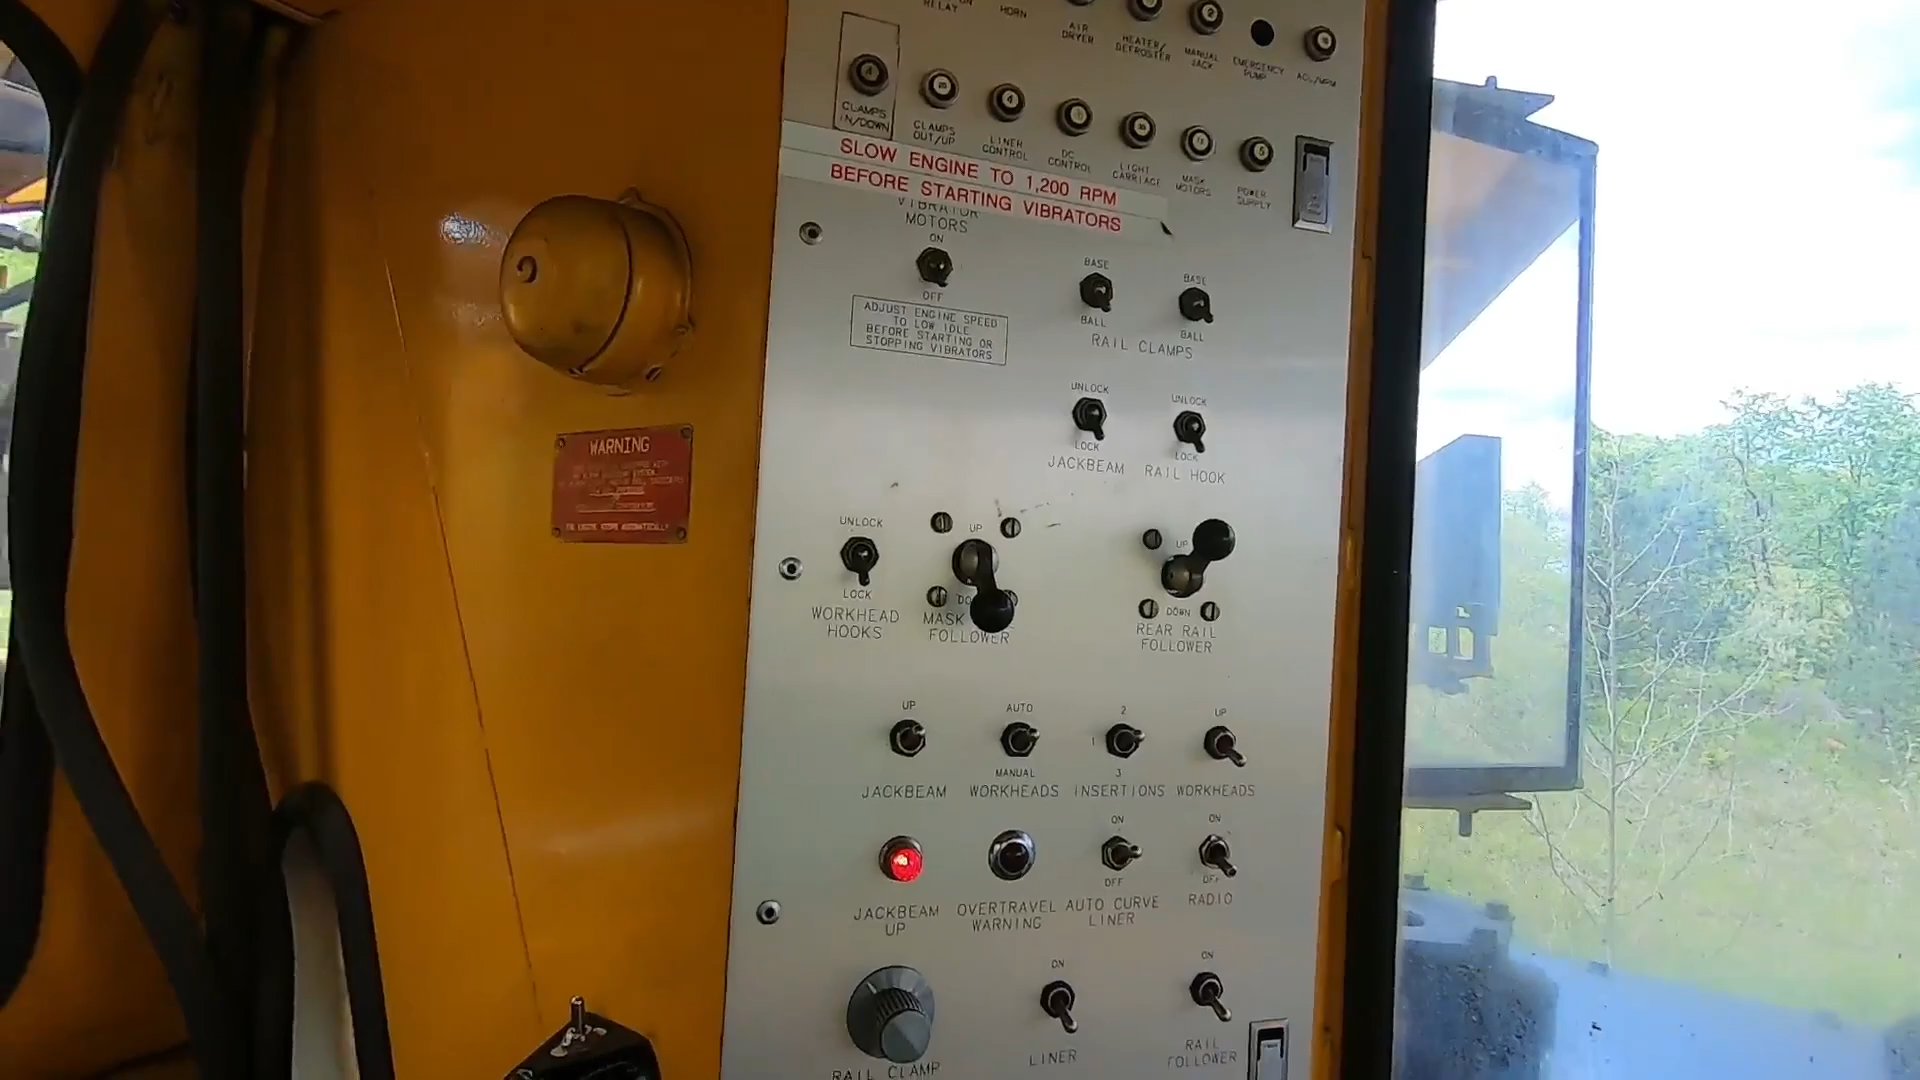 RELAY
HORN
AIR
DRYER
HEATER/
DEFROSTER
MANUAL
JACK
EMERGENCY
PUMP
CLAMPS
IN/DOWN
CLAMPS
OUT/UP
LINER
CONTROL
DC
CONTROL
LIGHT
CARRIAGE
MASK
MOTORS
POWER
SUPPLY
SLOW ENGINE TO 1,200 RPM
BEFORE STARTING VIBRATORS
VIBRATOR
MOTORS
ON
OFF
ADJUST ENGINE SPEED
TO LOW IDLE
BEFORE STARTING OR
STOPPING VIBRATORS
BASE
BALL
BASE
BALL
RAIL CLAMPS
UNLOCK
LOCK
JACKBEAM
UNLOCK
LOCK
RAIL HOOK
WARNING
UNLOCK
LOCK
WORKHEAD
HOOKS
UP
MASK
FOLLOWER
UP
DOWN
REAR RAIL
FOLLOWER
UP
JACKBEAM
AUTO
MANUAL
WORKHEADS
2
1
3
INSERTIONS
UP
WORKHEADS
JACKBEAM
UP
OVERTRAVEL
WARNING
ON
OFF
AUTO CURVE
LINER
ON
OFF
RADIO
RAIL CLAMP
ON
LINER
ON
RAIL
FOLLOWER